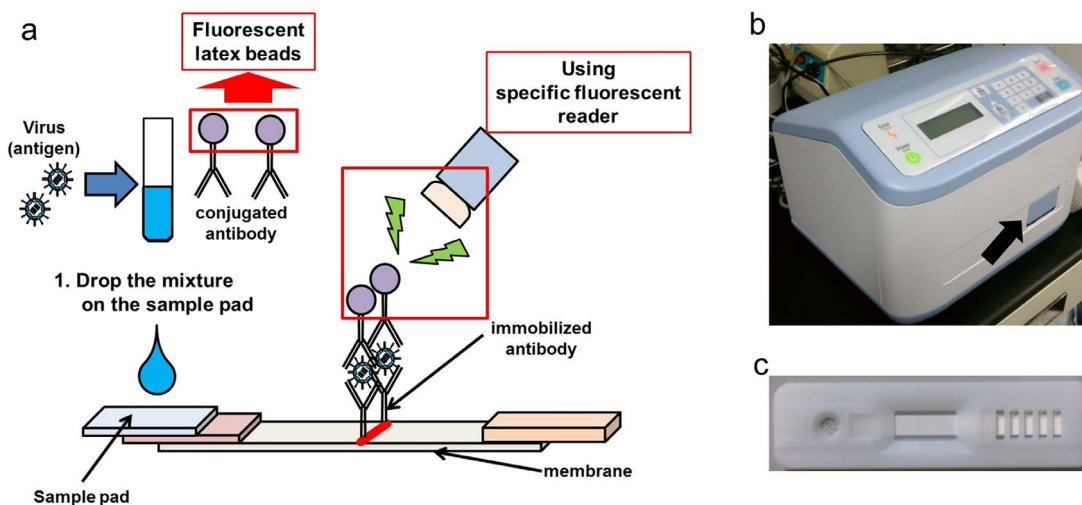 a
Fluorescent
latex beads
Virus
(antigen)
conjugated
antibody
Using
specific fluorescent
reader
1. Drop the mixture
on the sample pad
immobilized
antibody
membrane
Sample pad
b
Power
c